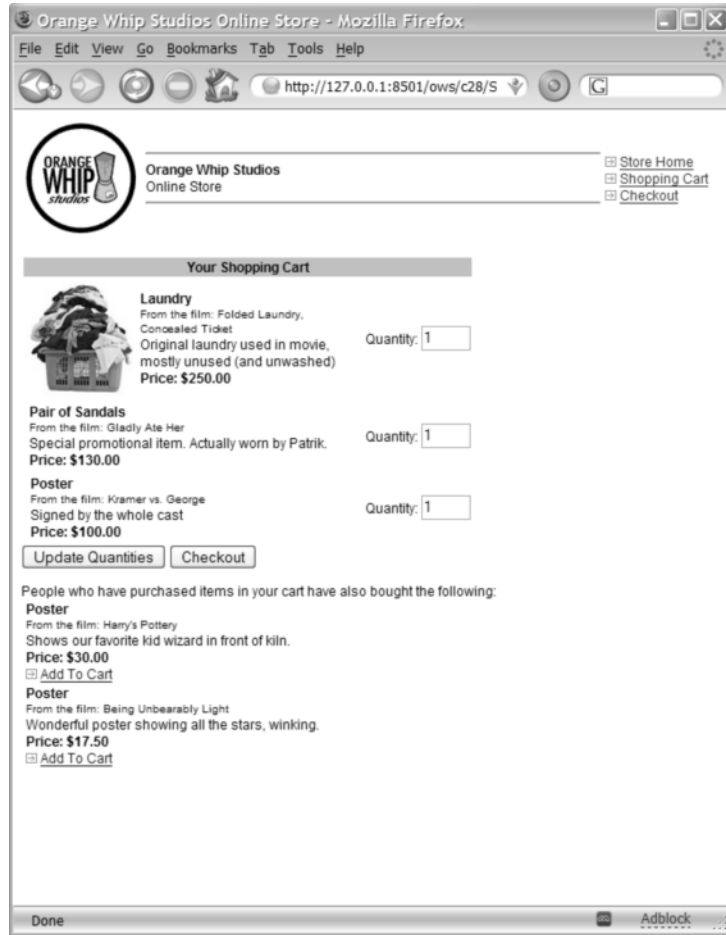 Orange Whip Studios Online Store - Mozilla Firefox
File Edit View Go Bookmarks Tab Tools Help
http://127.0.0.1:8501/ows/c28/S
G
ORANGE
WHIP
studios
Orange Whip Studios
Online Store
Store Home
Shopping Cart
Checkout
Your Shopping Cart
Laundry
From the film: Folded Laundry,
Concealed Ticket
Original laundry used in movie,
mostly unused (and unwashed)
Price: $250.00
Quantity: 1
Pair of Sandals
From the film: Gladly Ate Her
Special promotional item. Actually worn by Patrik.
Price: $130.00
Quantity: 1
Poster
From the film: Kramer vs. George
Signed by the whole cast
Price: $100.00
Quantity: 1
Update Quantities Checkout
People who have purchased items in your cart have also bought the following:
Poster
From the film: Harry's Pottery
Shows our favorite kid wizard in front of kiln.
Price: $30.00
Add To Cart
Poster
From the film: Being Unbearably Light
Wonderful poster showing all the stars, winking.
Price: $17.50
Add To Cart
Done
Adblock